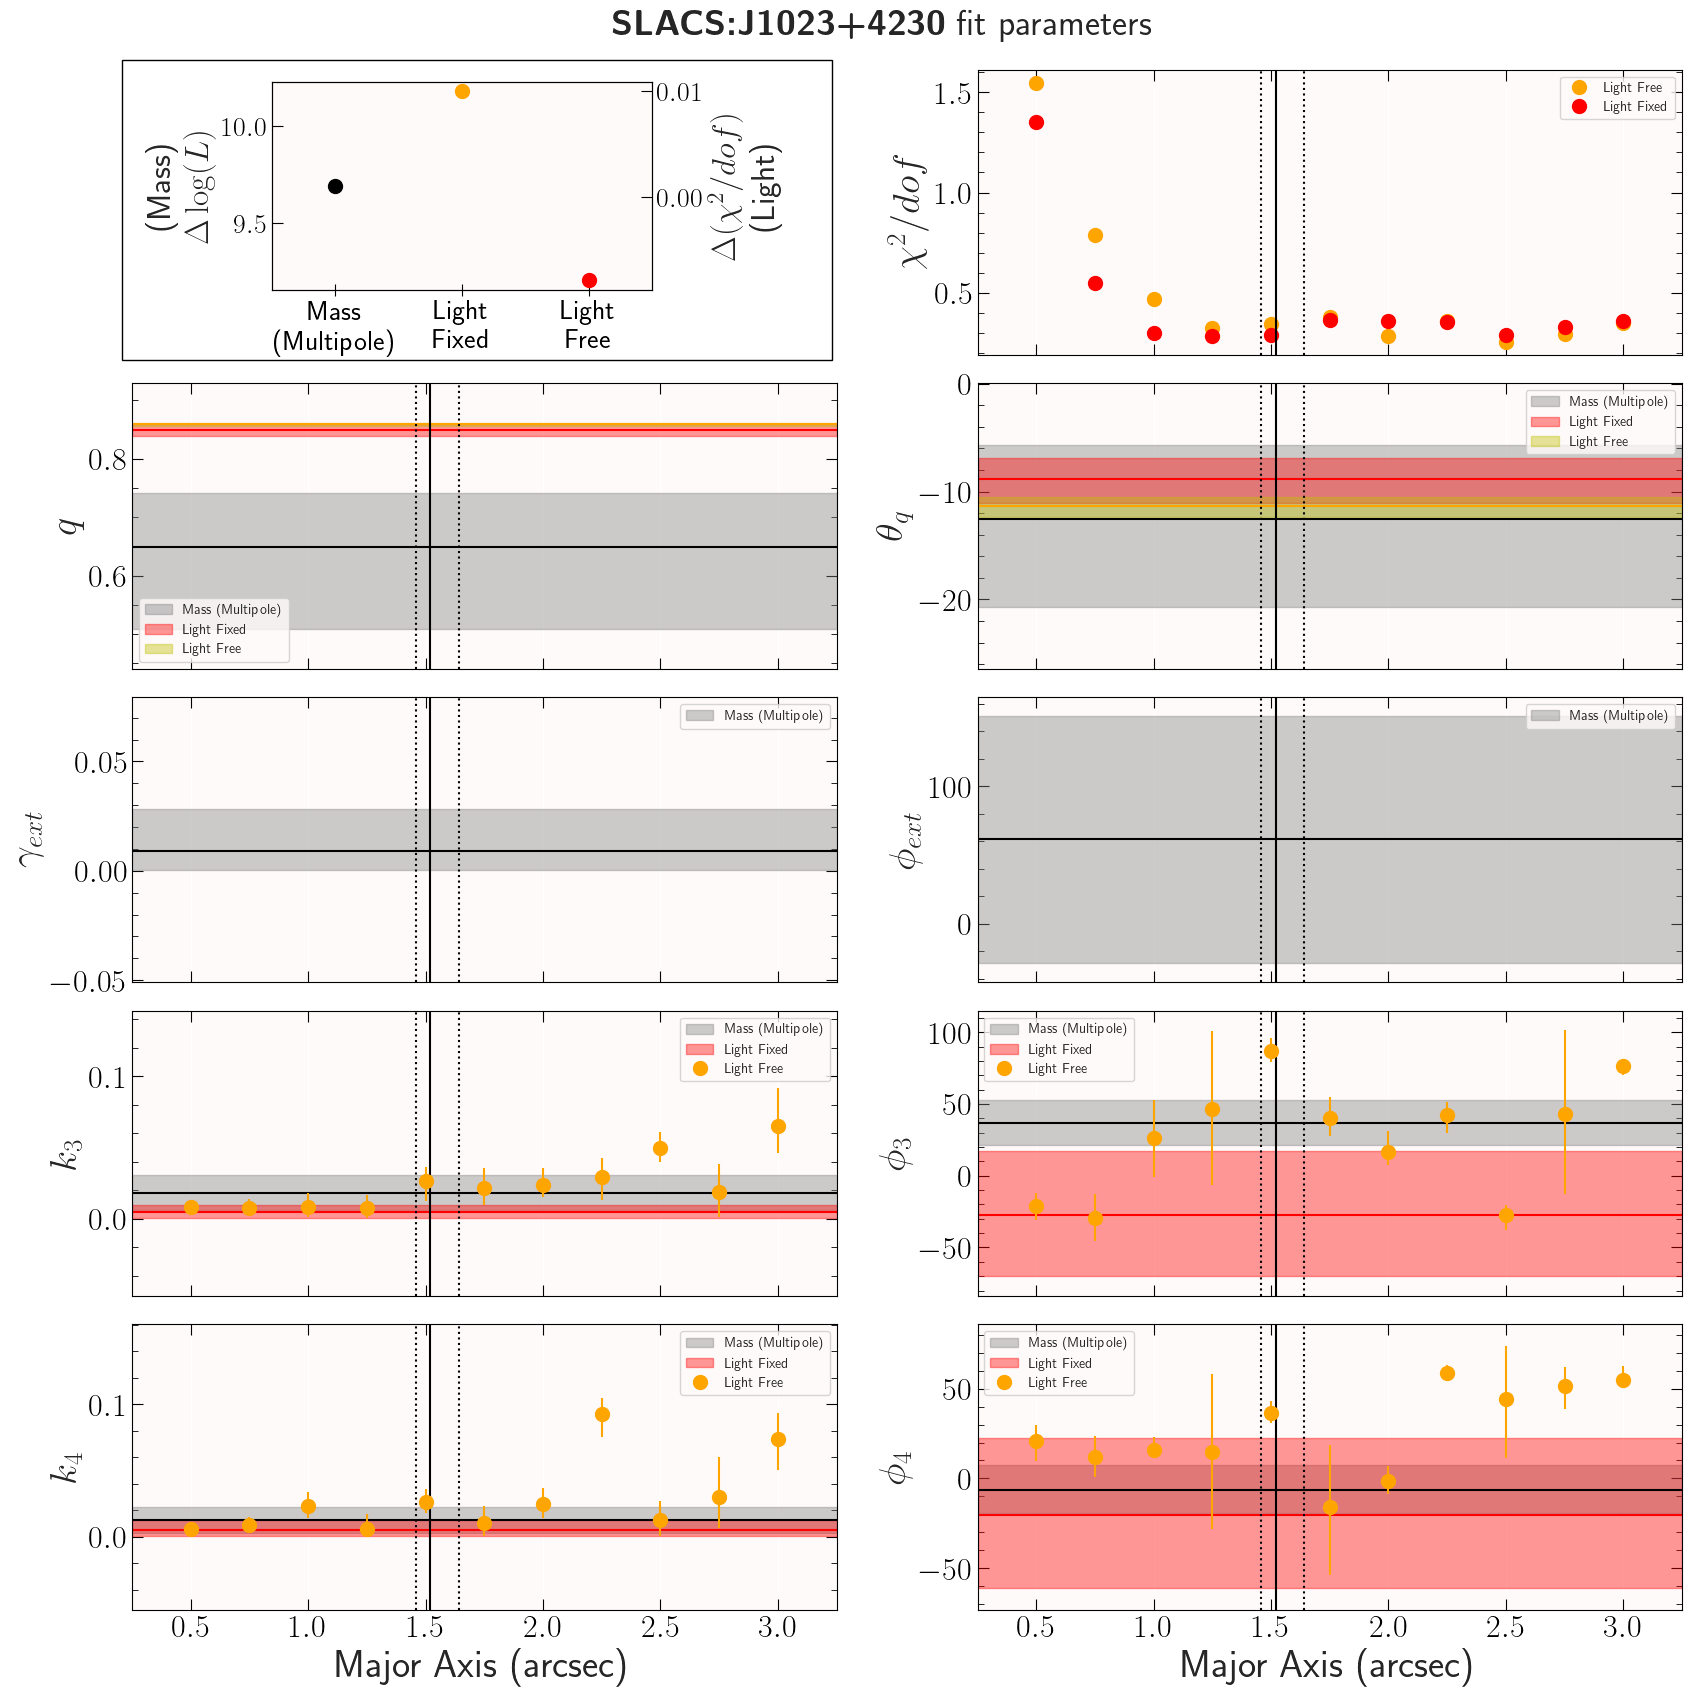 SLACS:J1023+4230 fit parameters
(Mass)
Δ log(L)
10.0
9.5
0.01
0.00
Δ(χ²/dof)
(Light)
Mass
(Multipole)
Light
Fixed
Light
Free
χ²/dof
1.5
1.0
0.5
Light Free
Light Fixed
q
0.8
0.6
Mass (Multipole)
Light Fixed
Light Free
θ_q
0
−10
−20
Mass (Multipole)
Light Fixed
Light Free
γ_ext
0.05
0.00
−0.05
Mass (Multipole)
ϕ_ext
100
0
Mass (Multipole)
k₃
0.1
0.0
Mass (Multipole)
Light Fixed
Light Free
ϕ₃
100
50
0
−50
Mass (Multipole)
Light Fixed
Light Free
k₄
0.1
0.0
Mass (Multipole)
Light Fixed
Light Free
0.5 1.0 1.5 2.0 2.5 3.0
Major Axis (arcsec)
ϕ₄
50
0
−50
Mass (Multipole)
Light Fixed
Light Free
0.5 1.0 1.5 2.0 2.5 3.0
Major Axis (arcsec)